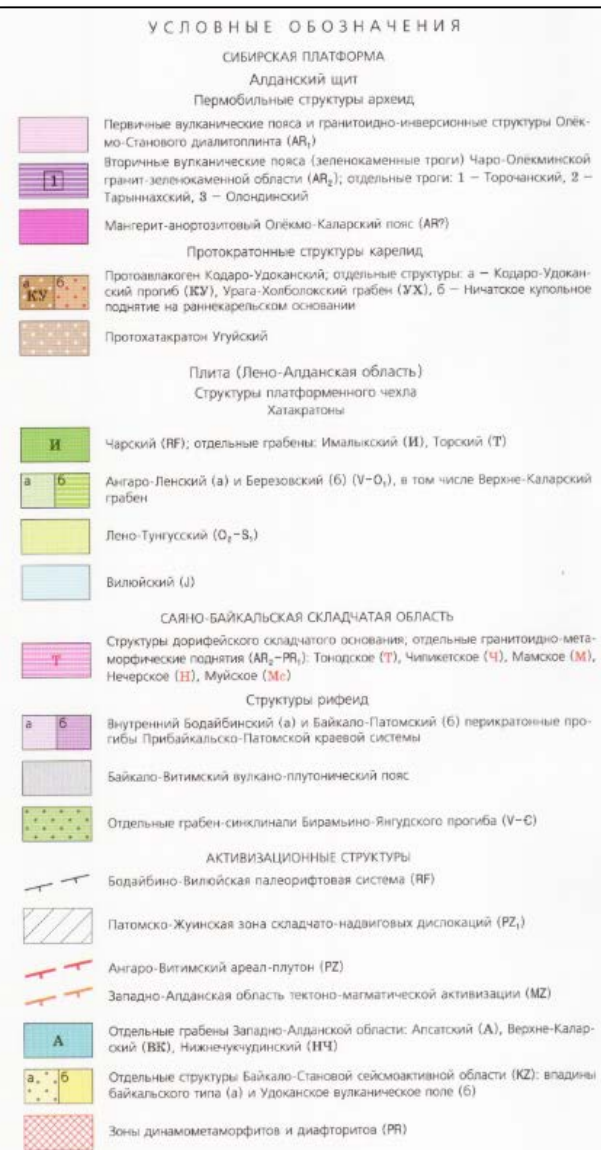 УСЛОВНЫЕ ОБОЗНАЧЕНИЯ
СИБИРСКАЯ ПЛАТФОРМА
Алданский щит
Пермобильные структуры археид
Первичные вулканические пояса и гранитоидно-инверсионные структуры Олёк-
мо-Станового диалитоплинта (AR₁)
1
Вторичные вулканические пояса (зеленокаменные троги) Чаро-Олёкминской
гранит-зеленокаменной области (AR₂); отдельные троги: 1 – Торочанский, 2 –
Тарыннахский, 3 – Олондинский
Мангерит-анортозитовый Олёкмо-Каларский пояс (AR?)
Протократонные структуры карелид
а КУ б
Протоавлакоген Кодаро-Удоканский; отдельные структуры: а – Кодаро-Удокан-
ский прогиб (КУ), Урага-Холболокский грабен (УХ), б – Ничатское купольное
поднятие на раннекарельском основании
Протохатакратон Угуйский
Плита (Лено-Алданская область)
Структуры платформенного чехла
Хатакратоны
И
Чарский (RF); отдельные грабены: Ималыкский (И), Торский (Т)
а б
Ангаро-Ленский (а) и Березовский (б) (V–O₁), в том числе Верхне-Каларский
грабен
Лено-Тунгусский (O₂–S₁)
Вилюйский (J)
САЯНО-БАЙКАЛЬСКАЯ СКЛАДЧАТАЯ ОБЛАСТЬ
Т
Структуры дорифейского складчатого основания; отдельные гранитоидно-мета-
морфические поднятия (AR₂–PR₁): Тонодское (Т), Чипикетское (Ч), Мамское (М),
Нечерское (Н), Муйское (Мс)
Структуры рифеид
а б
Внутренний Бодайбинский (а) и Байкало-Патомский (б) перикратонные про-
гибы Прибайкальско-Патомской краевой системы
Байкало-Витимский вулкано-плутонический пояс
Отдельные грабен-синклинали Бирамьино-Янгудского прогиба (V–Є)
АКТИВИЗАЦИОННЫЕ СТРУКТУРЫ
Бодайбино-Вилюйская палеорифтовая система (RF)
Патомско-Жуинская зона складчато-надвиговых дислокаций (PZ₁)
Ангаро-Витимский ареал-плутон (PZ)
Западно-Алданская область тектоно-магматической активизации (MZ)
А
Отдельные грабены Западно-Алданской области: Апсатский (А), Верхне-Калар-
ский (ВК), Нижнечукчудинский (НЧ)
а б
Отдельные структуры Байкало-Становой сейсмоактивной области (KZ): впадины
байкальского типа (а) и Удоканское вулканическое поле (б)
Зоны динамометаморфитов и диафторитов (PR)